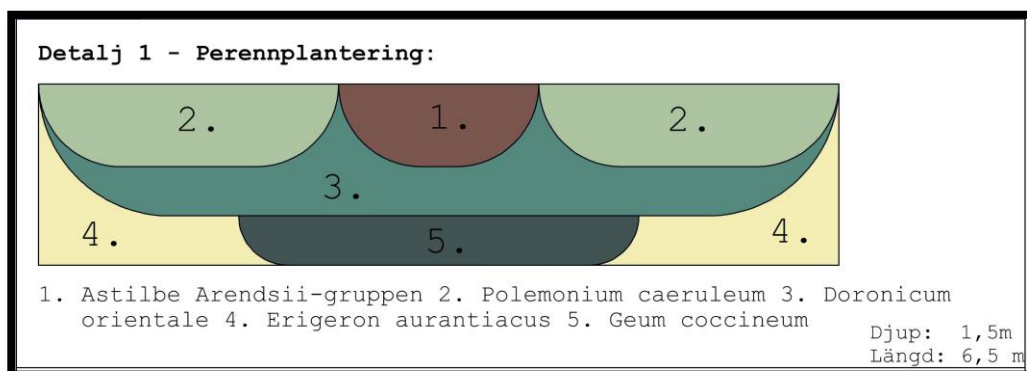 Detalj 1 - Perennplantering:
2. 1. 2.
3.
4. 5. 4.
1. Astilbe Arendsii-gruppen 2. Polemonium caeruleum 3. Doronicum
orientale 4. Erigeron aurantiacus 5. Geum coccineum
Djup: 1,5m
Längd: 6,5 m